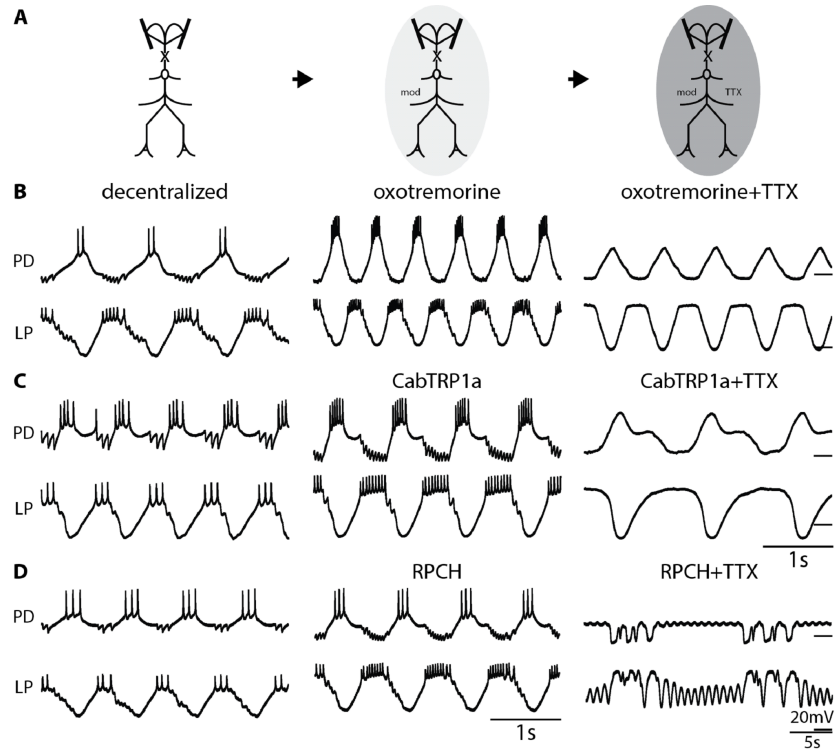 A
X
O
mod
X
O
mod TTX
B decentralized oxotremorine oxotremorine+TTX
PD
LP
C CabTRP1a CabTRP1a+TTX
PD
LP
1s
D RPCH RPCH+TTX
PD
LP
20mV
1s
5s